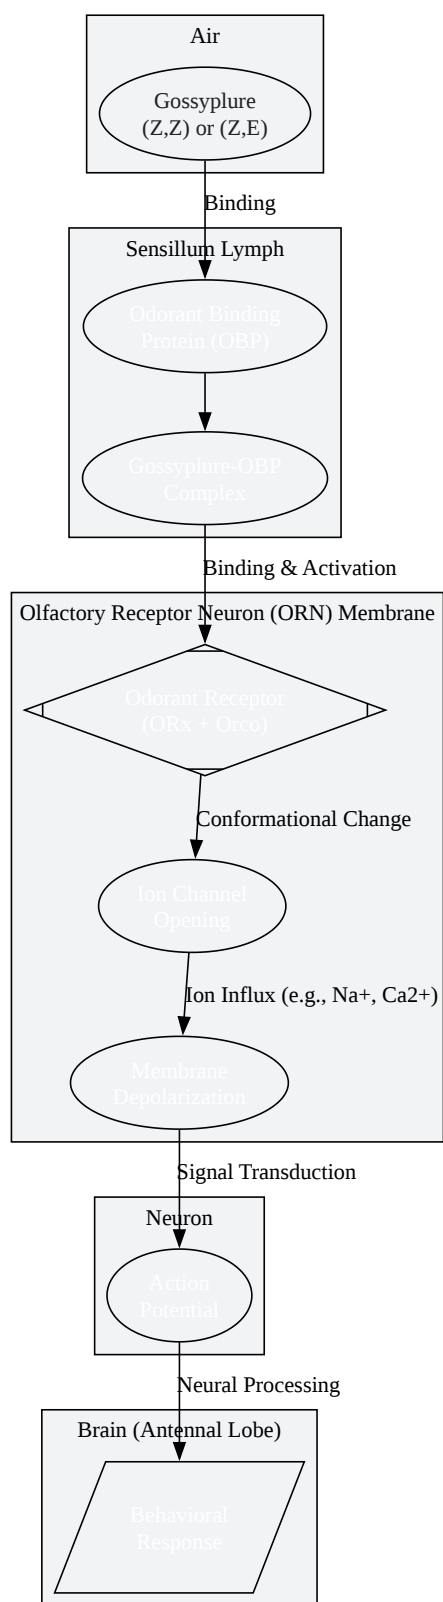 Air
Gossyplure
(Z,Z) or (Z,E)
Binding
Sensillum Lymph
Odorant Binding
Protein (OBP)
Gossyplure-OBP
Complex
Binding & Activation
Olfactory Receptor Neuron (ORN) Membrane
Odorant Receptor
(ORx + Orco)
Conformational Change
Ion Channel
Opening
Ion Influx (e.g., Na+, Ca2+)
Membrane
Depolarization
Signal Transduction
Neuron
Action
Potential
Neural Processing
Brain (Antennal Lobe)
Behavioral
Response